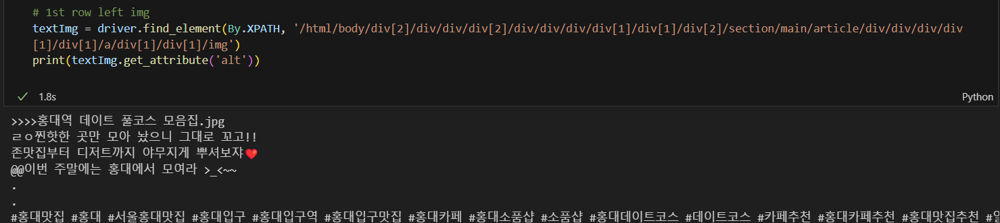 # 1st row left img
textImg = driver.find_element(By.XPATH, '/html/body/div[2]/div/div/div[2]/div/div/div/div[1]/div[1]/div[2]/section/main/article/div/div/div/div
[1]/div[1]/a/div[1]/div[1]/img')
print(textImg.get_attribute('alt'))
1.8s
Python
>>>>홍대역 데이트 풀코스 모음집.jpg
ㄹㅇ찐핫한 곳만 모아 놨으니 그대로 꼬고!!
존맛집부터 디저트까지 야무지게 뿌셔보쟈❤️
@@이번 주말에는 홍대에서 모여라 >_<~~
.
.
#홍대맛집 #홍대 #서울홍대맛집 #홍대입구 #홍대입구역 #홍대입구맛집 #홍대카페 #홍대소품샵 #소품샵 #홍대데이트코스 #데이트코스 #카페추천 #홍대카페추천 #홍대맛집추천